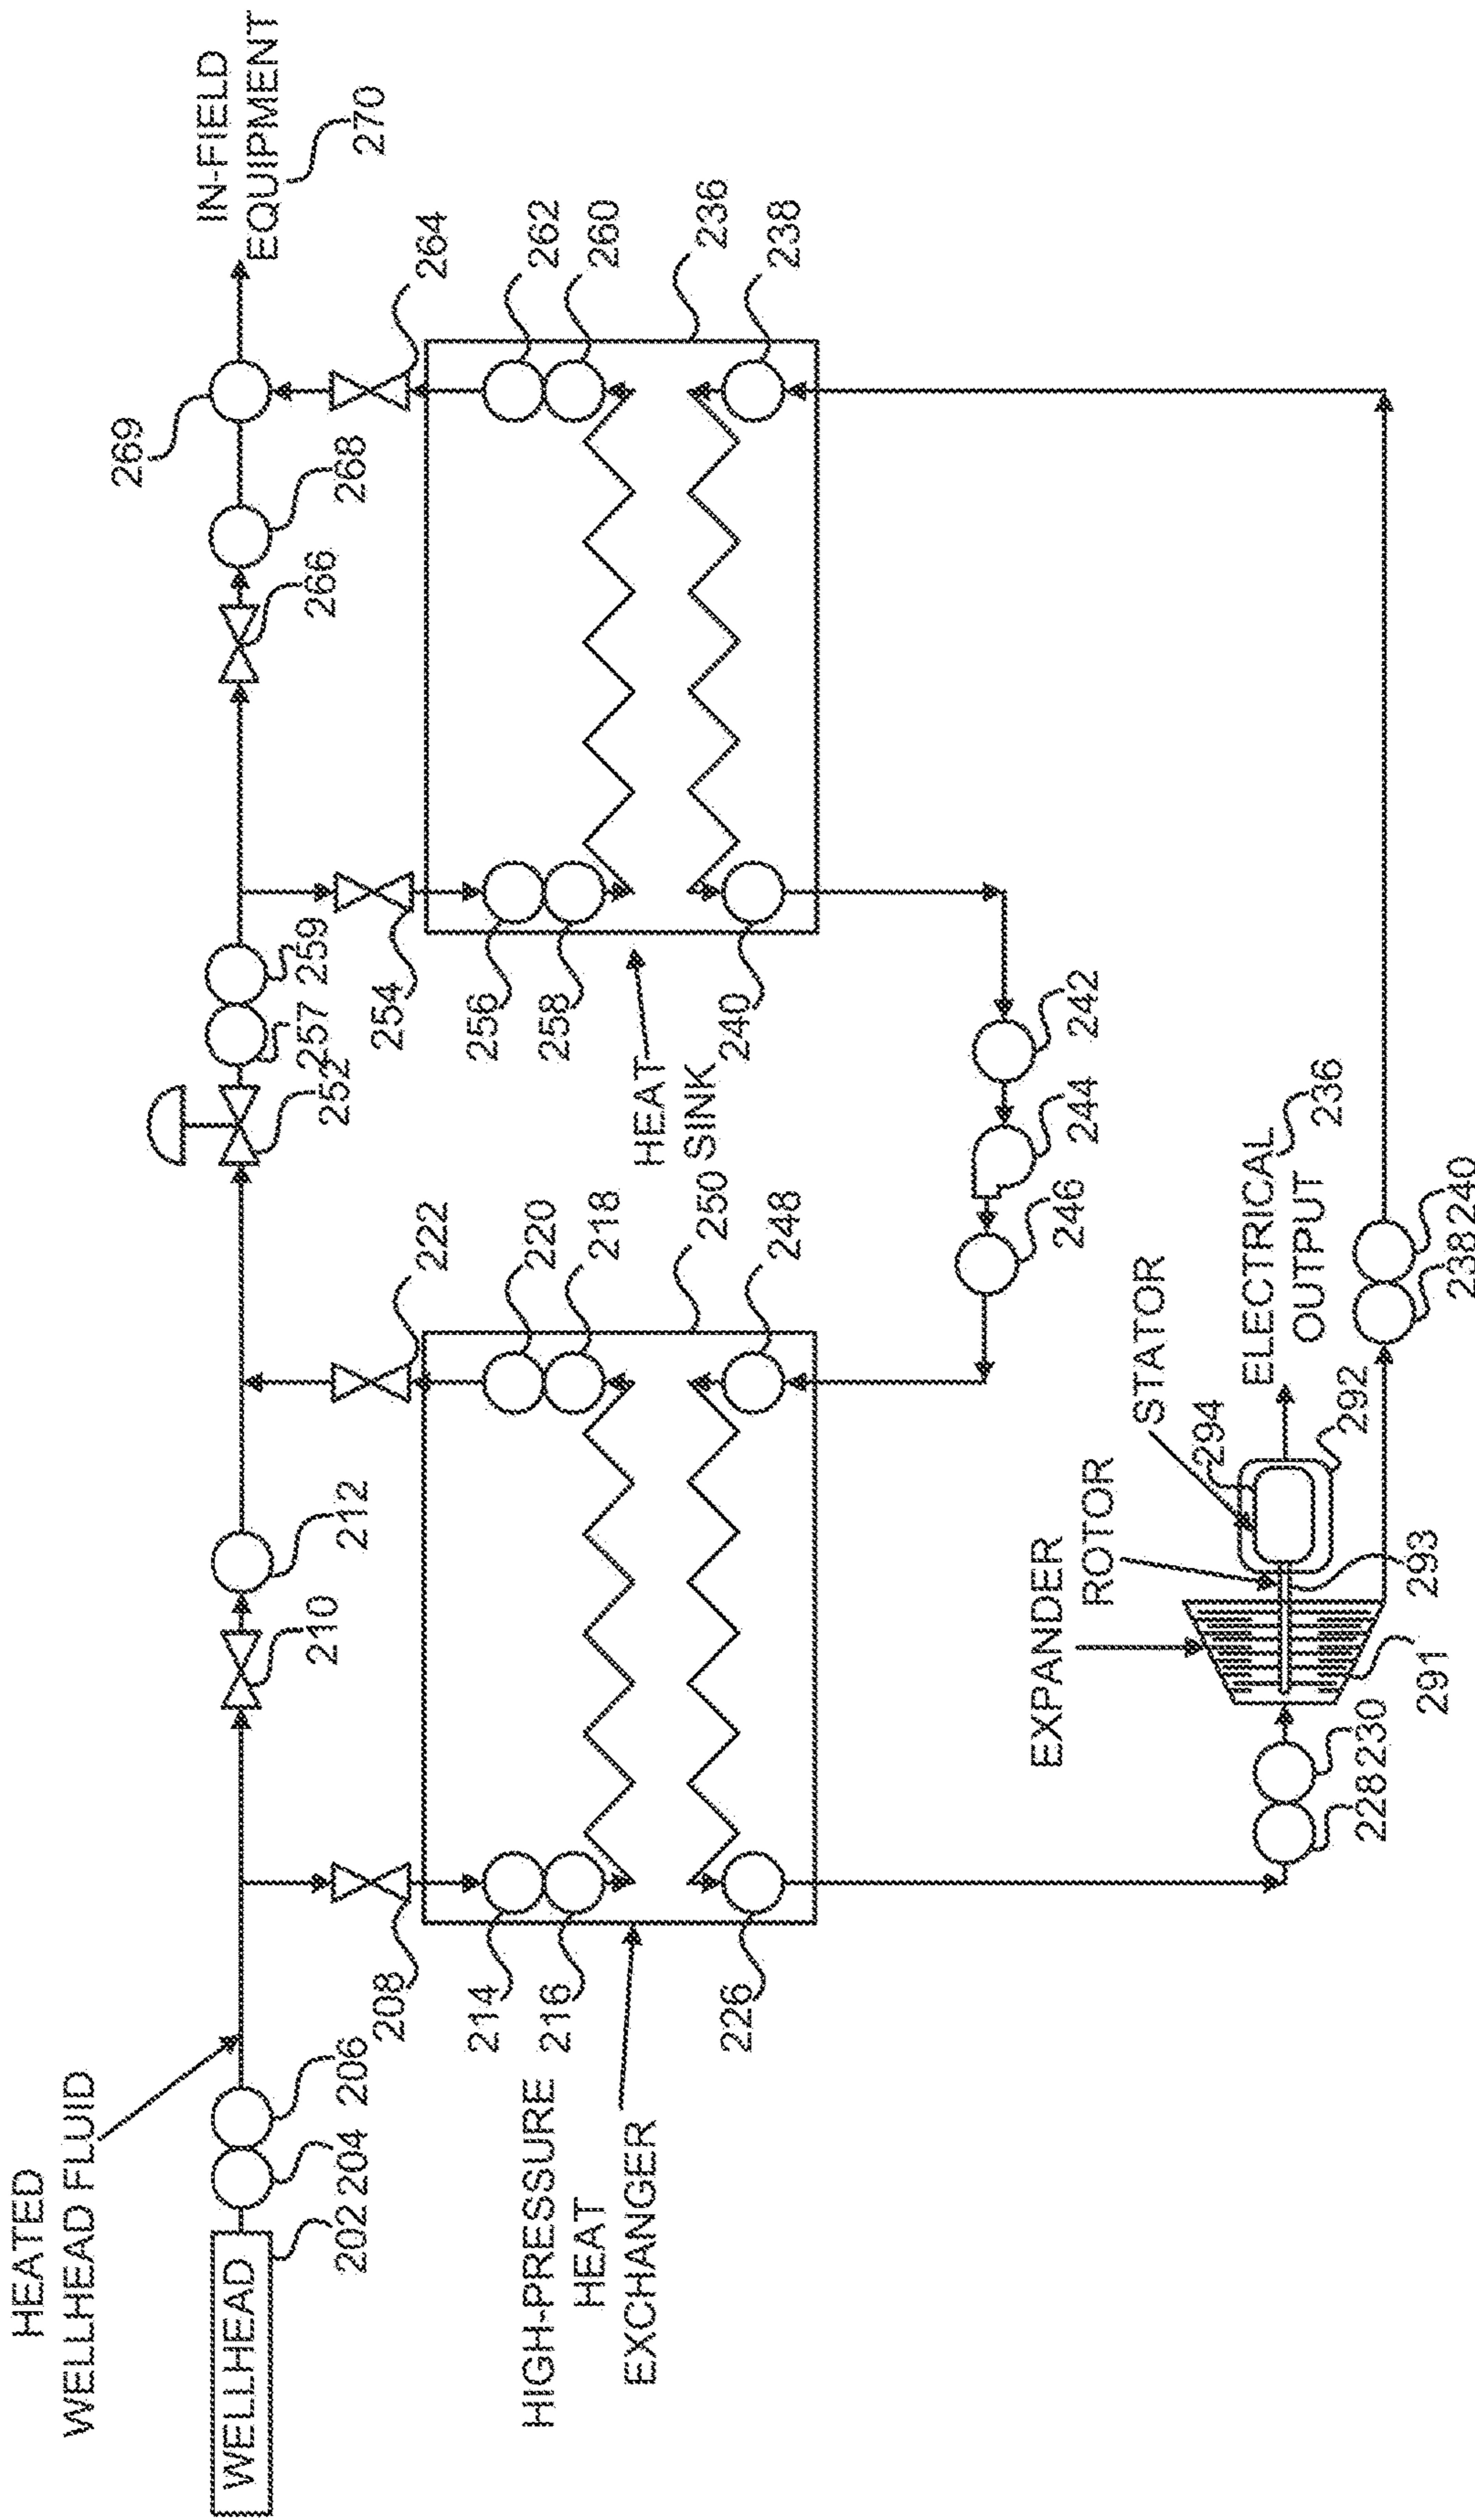 HEATED
WELLHEAD FLUID
WELLHEAD
202
204
206
208
210
212
HIGH-PRESSURE
HEAT
EXCHANGER
214
216
226
222
220
218
250
248
252
257
259
254
256
258
240
HEAT
SINK
242
244
246
266
268
269
264
262
260
236
238
IN-FIELD
EQUIPMENT
270
EXPANDER
ROTOR
STATOR
294
ELECTRICAL
OUTPUT
236
228
230
291
293
292
238
240